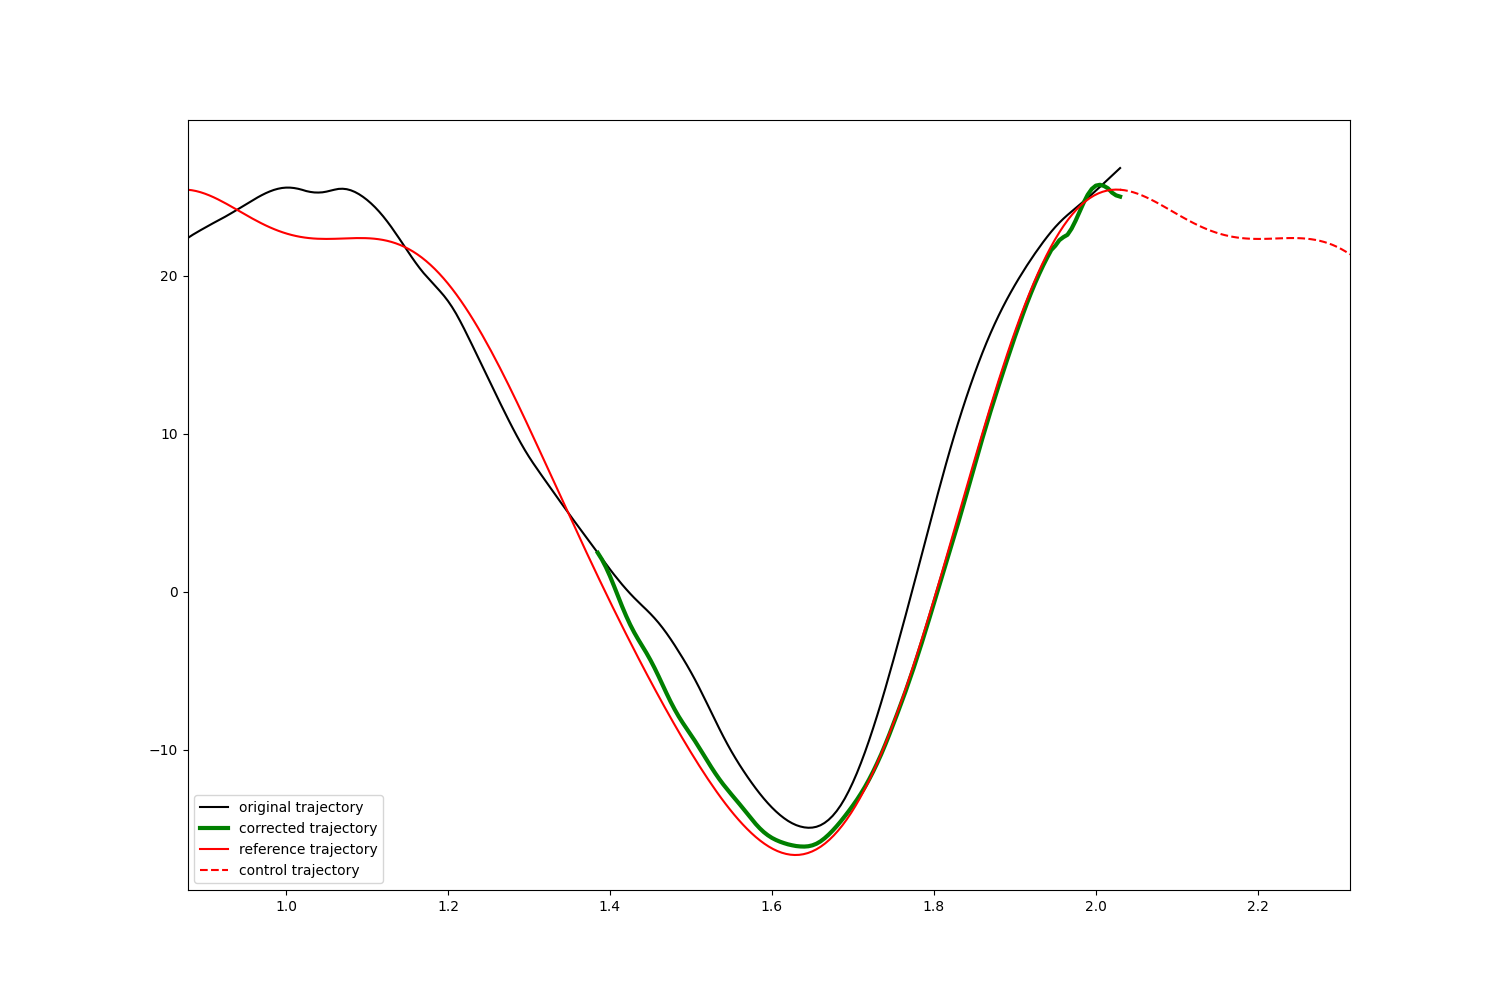 20
10
0
−10
original trajectory
corrected trajectory
reference trajectory
control trajectory
1.0 1.2 1.4 1.6 1.8 2.0 2.2